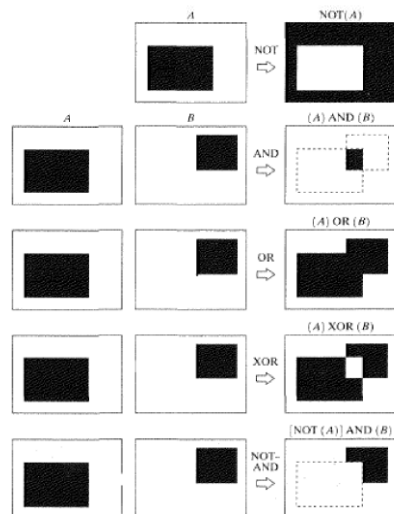 A
NOT
NOT(A)
A
B
AND
(A) AND (B)
OR
(A) OR (B)
XOR
(A) XOR (B)
NOT-
AND
[NOT (A)] AND (B)